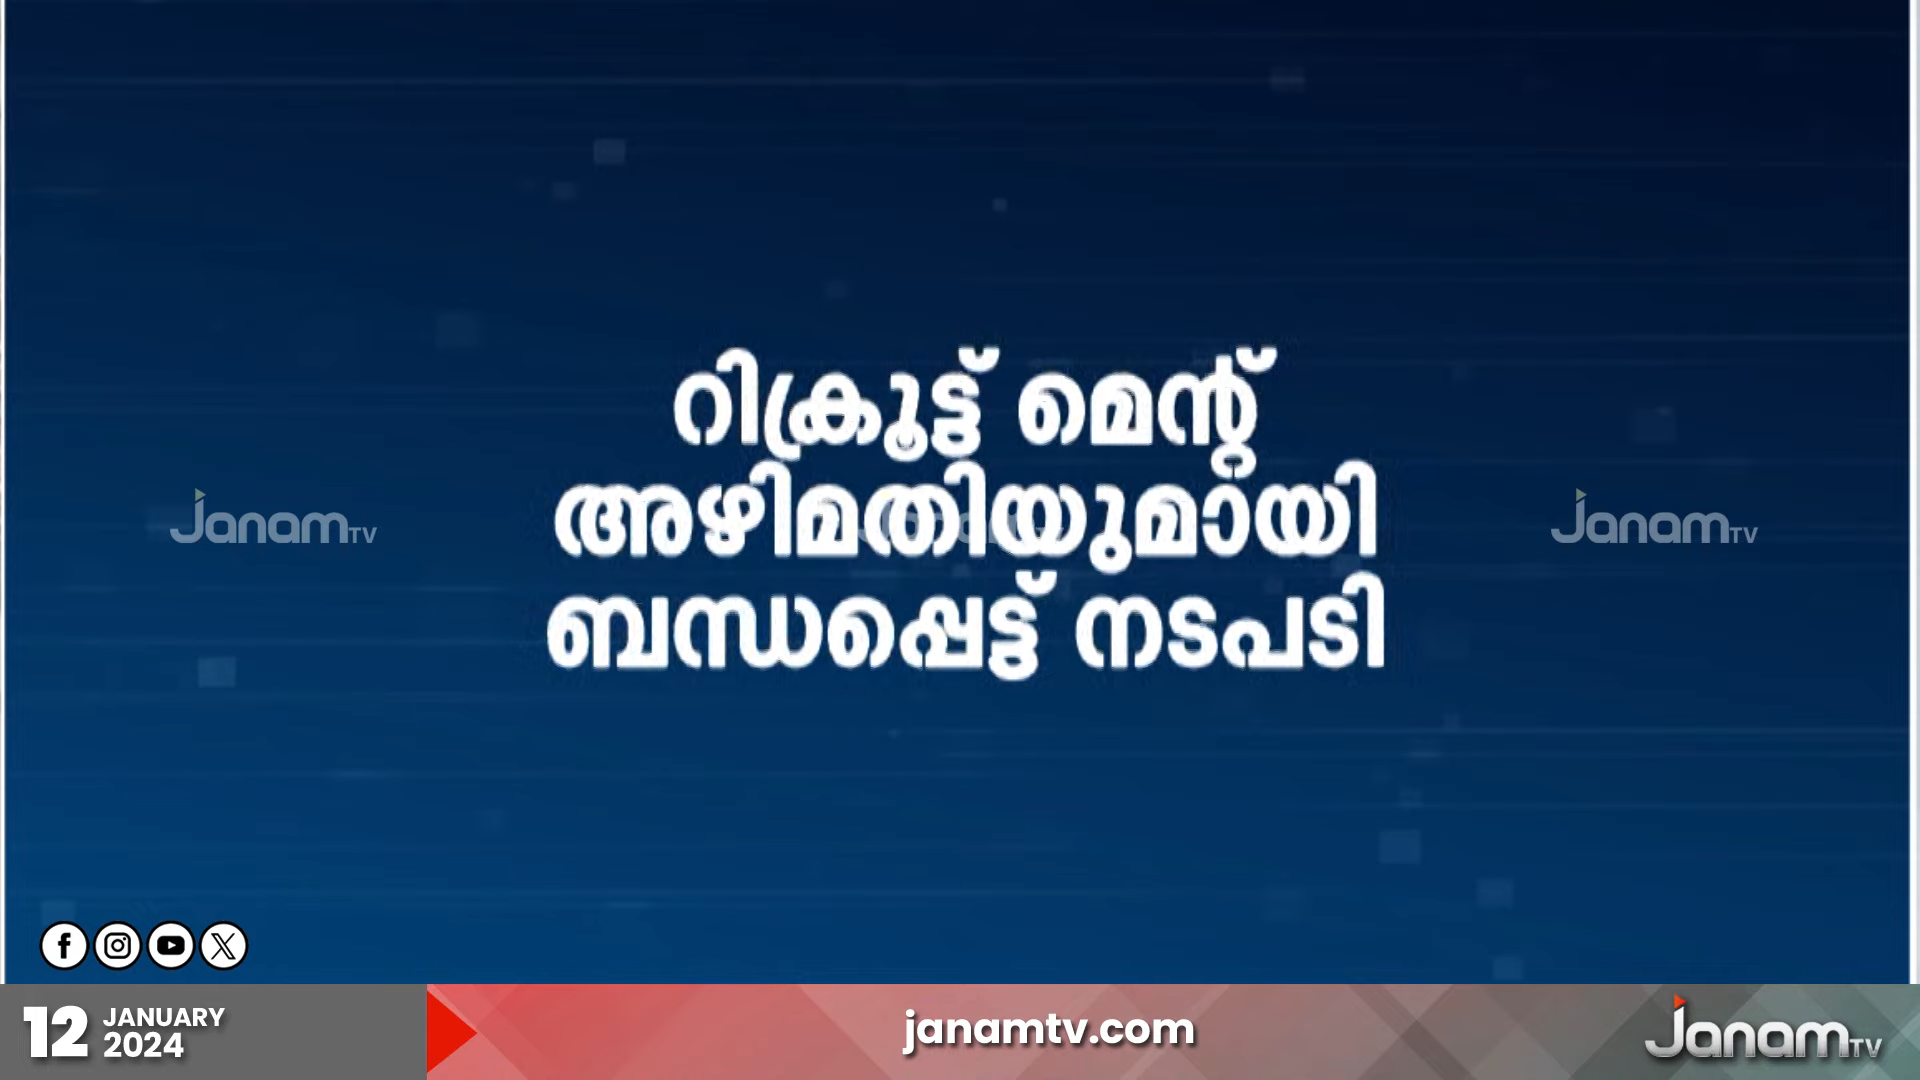 റിക്രൂട്ട് മെന്റ്
അഴിമതിയുമായി
ബന്ധപ്പെട്ട് നടപടി
Janam TV
Janam TV
12 JANUARY 2024
janamtv.com
Janam TV